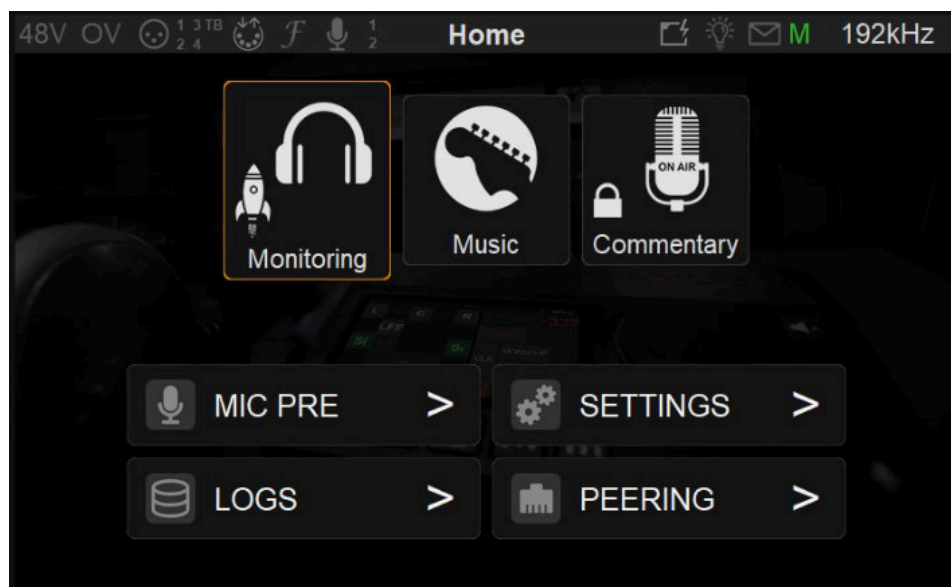 48V OV 1 3 TB 2 4 ℱ 1 2 Home M 192kHz
ON AIR
Monitoring Music Commentary
MIC PRE > SETTINGS >
LOGS > PEERING >